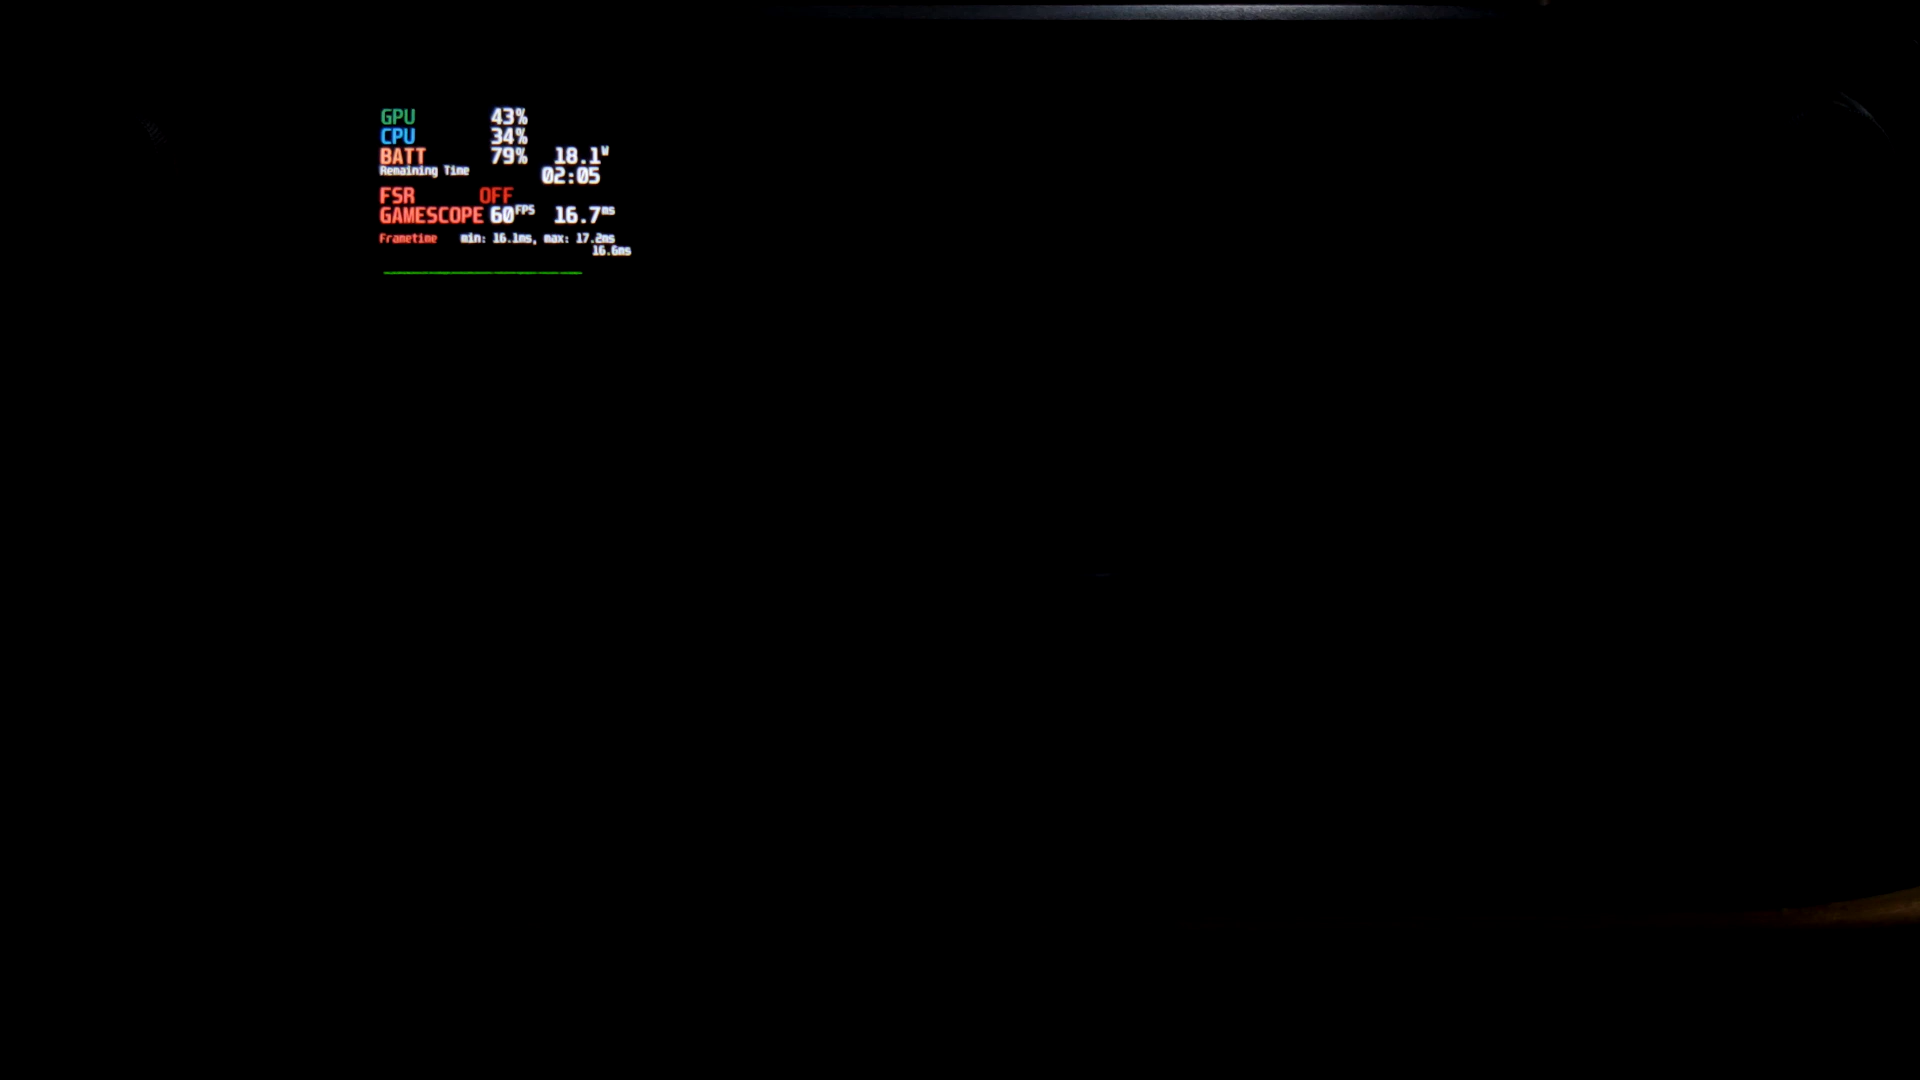 GPU 43%
CPU 34%
BATT 79% 18.1W
Remaining Time 02:05
FSR OFF
GAMESCOPE 60FPS 16.7ms
Frametime min: 16.1ms, max: 17.2ms
16.6ms